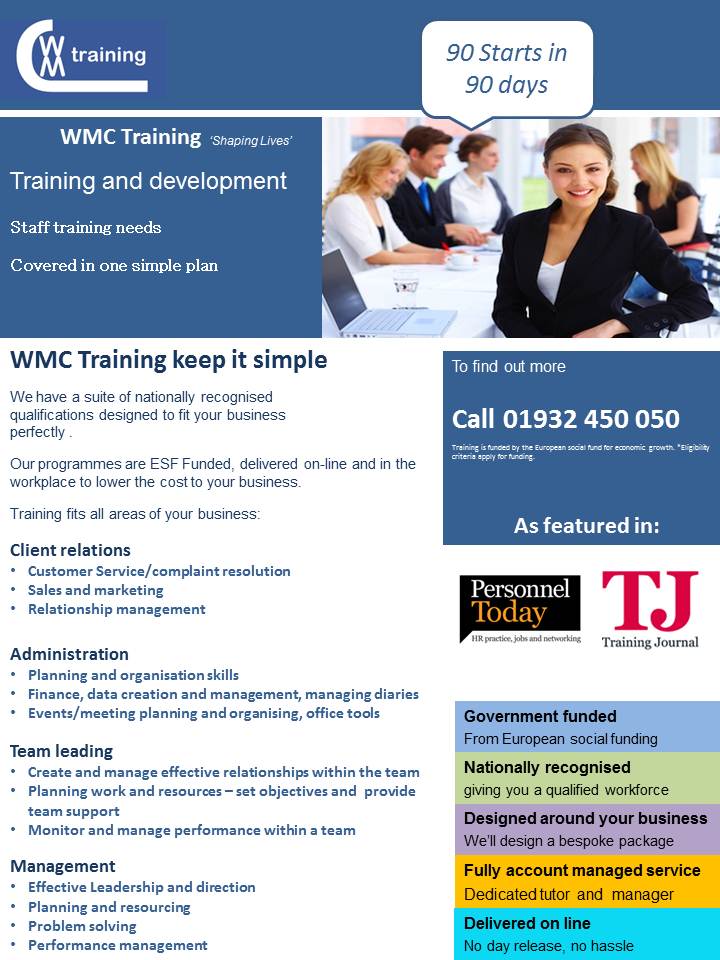 WM training
90 Starts in
90 days
WMC Training 'Shaping Lives'
Training and development
Staff training needs
Covered in one simple plan
WMC Training keep it simple
We have a suite of nationally recognised
qualifications designed to fit your business
perfectly .
Our programmes are ESF Funded, delivered on-line and in the
workplace to lower the cost to your business.
Training fits all areas of your business:
Client relations
• Customer Service/complaint resolution
• Sales and marketing
• Relationship management
Administration
• Planning and organisation skills
• Finance, data creation and management, managing diaries
• Events/meeting planning and organising, office tools
Team leading
• Create and manage effective relationships within the team
• Planning work and resources – set objectives and provide
team support
• Monitor and manage performance within a team
Management
• Effective Leadership and direction
• Planning and resourcing
• Problem solving
• Performance management
To find out more
Call 01932 450 050
Training is funded by the European social fund for economic growth. *Eligibility
criteria apply for funding.
As featured in:
Personnel
Today
HR practice, jobs and networking
TJ
Training Journal
Government funded
From European social funding
Nationally recognised
giving you a qualified workforce
Designed around your business
We'll design a bespoke package
Fully account managed service
Dedicated tutor and manager
Delivered on line
No day release, no hassle